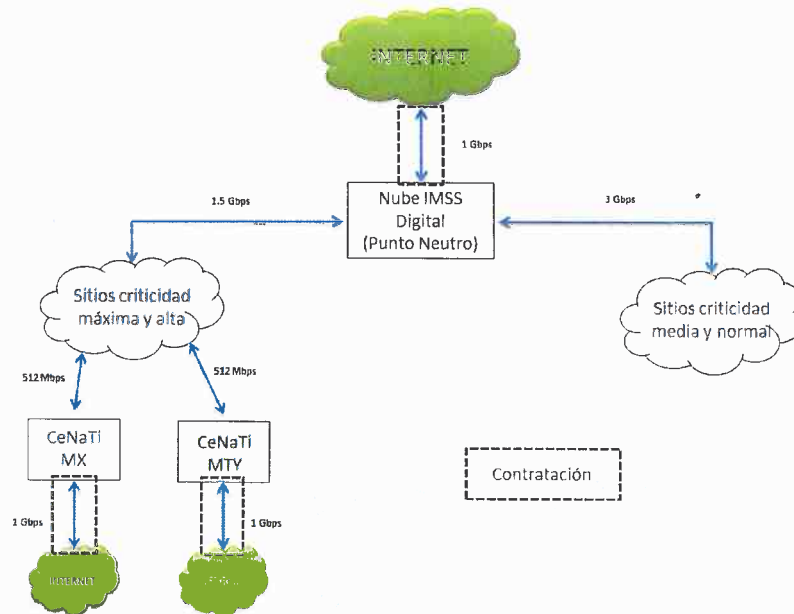 INTERNET
1 Gbps
1.5 Gbps
Nube IMSS
Digital
(Punto Neutro)
3 Gbps
Sitios criticidad
máxima y alta
Sitios criticidad
media y normal
512 Mbps
512 Mbps
CeNaTi
MX
CeNaTi
MTY
Contratación
1 Gbps
1 Gbps
INTERNET